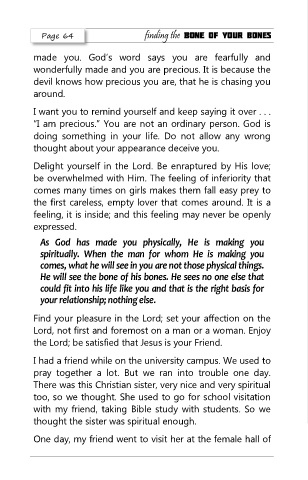 Page 64
finding the BONE OF YOUR BONES
made you. God's word says you are fearfully and
wonderfully made and you are precious. It is because the
devil knows how precious you are, that he is chasing you
around.
I want you to remind yourself and keep saying it over . . .
"I am precious." You are not an ordinary person. God is
doing something in your life. Do not allow any wrong
thought about your appearance deceive you.
Delight yourself in the Lord. Be enraptured by His love;
be overwhelmed with Him. The feeling of inferiority that
comes many times on girls makes them fall easy prey to
the first careless, empty lover that comes around. It is a
feeling, it is inside; and this feeling may never be openly
expressed.
As God has made you physically, He is making you
spiritually. When the man for whom He is making you
comes, what he will see in you are not those physical things.
He will see the bone of his bones. He sees no one else that
could fit into his life like you and that is the right basis for
your relationship; nothing else.
Find your pleasure in the Lord; set your affection on the
Lord, not first and foremost on a man or a woman. Enjoy
the Lord; be satisfied that Jesus is your Friend.
I had a friend while on the university campus. We used to
pray together a lot. But we ran into trouble one day.
There was this Christian sister, very nice and very spiritual
too, so we thought. She used to go for school visitation
with my friend, taking Bible study with students. So we
thought the sister was spiritual enough.
One day, my friend went to visit her at the female hall of